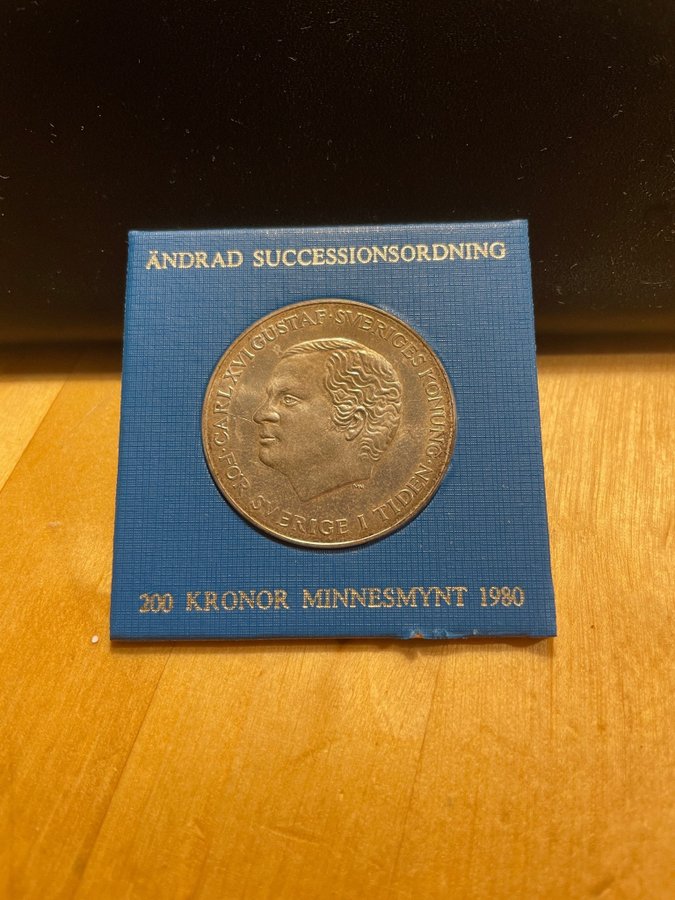 ÄNDRAD SUCCESSIONSORDNING
·CARL XVI GUSTAF·SVERIGES KONUNG·
FÖR SVERIGE I TIDEN
200 KRONOR MINNESMYNT 1980